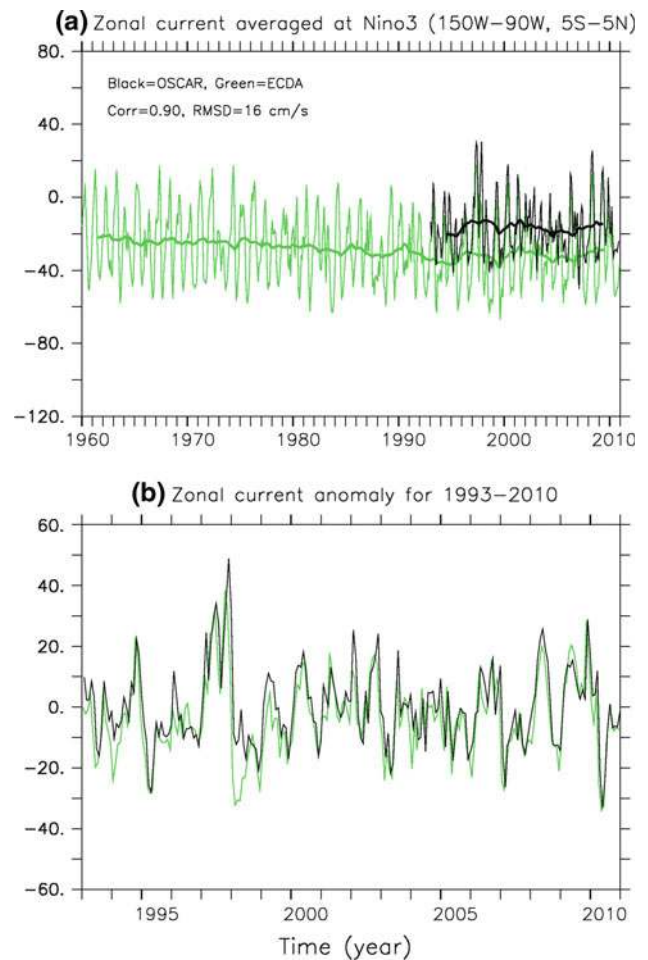 (a) Zonal current averaged at Nino3 (150W−90W, 5S−5N)
80.
40.
0.
−40.
−80.
−120.
Black=OSCAR, Green=ECDA
Corr=0.90, RMSD=16 cm/s
1960 1970 1980 1990 2000 2010
(b) Zonal current anomaly for 1993−2010
60.
40.
20.
0.
−20.
−40.
−60.
1995 2000 2005 2010
Time (year)